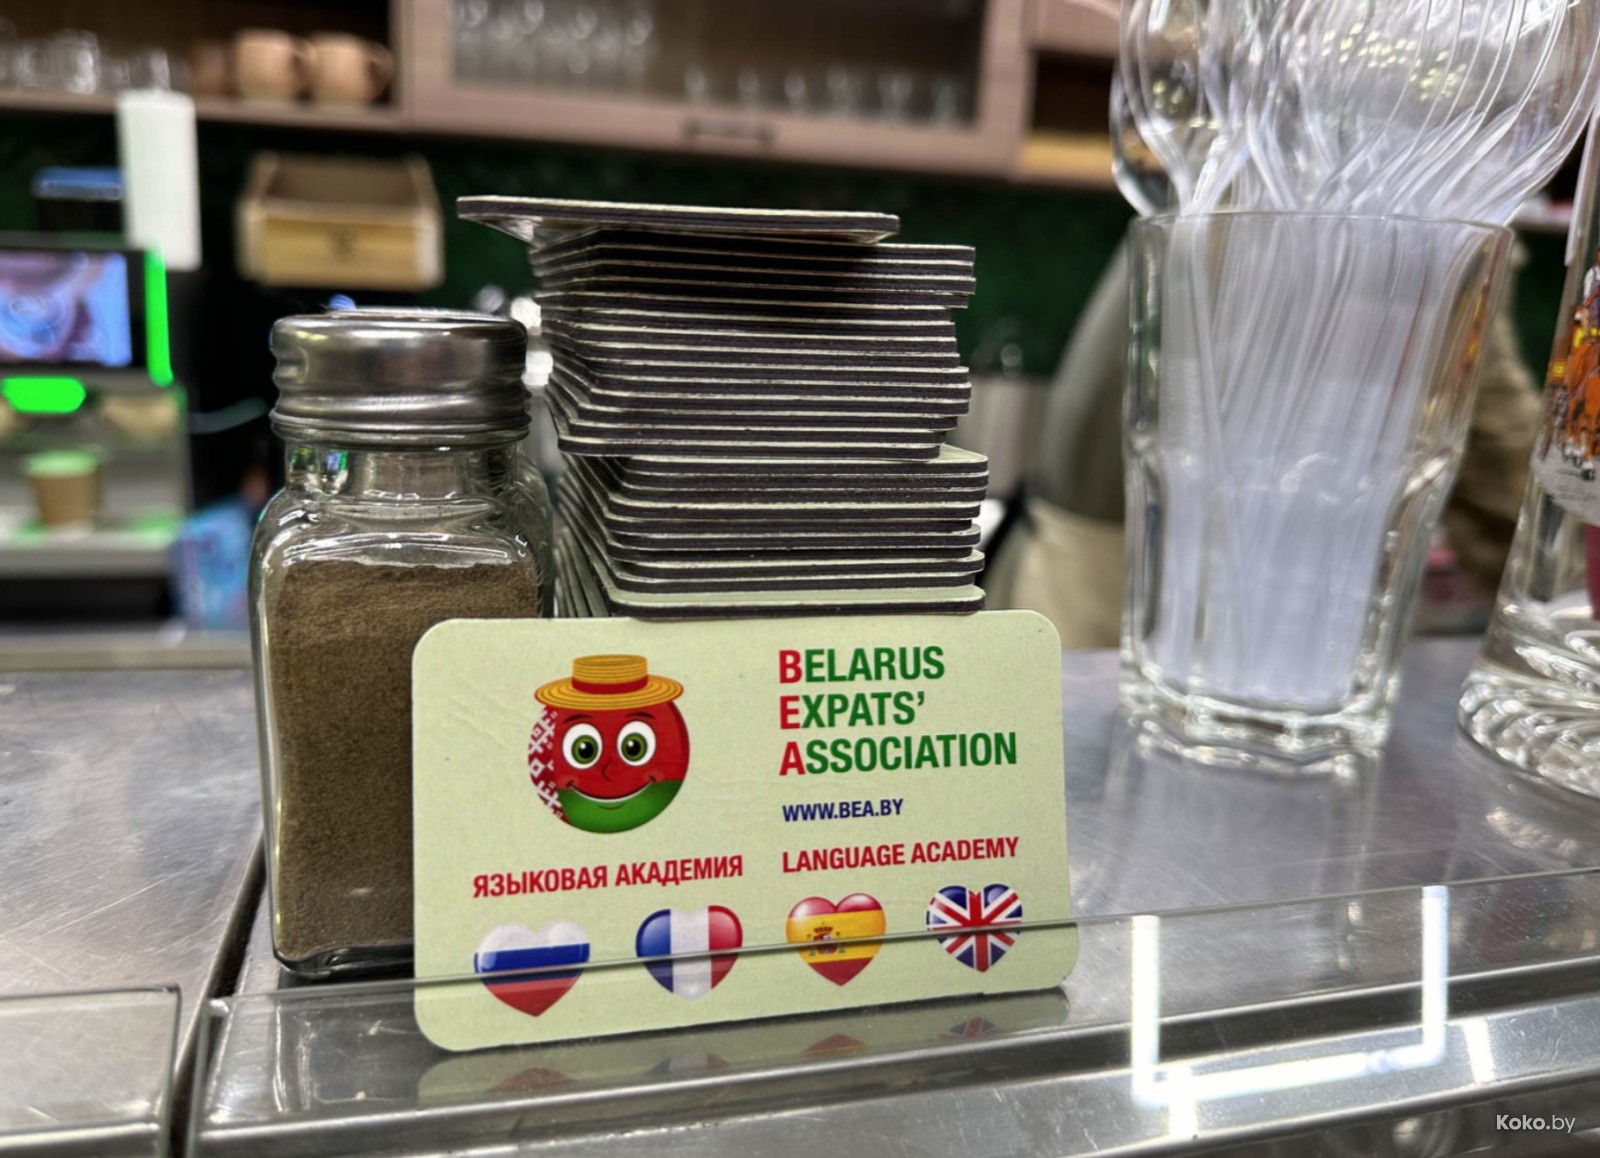 BELARUS
EXPATS’
ASSOCIATION
WWW.BEA.BY
ЯЗЫКОВАЯ АКАДЕМИЯ
LANGUAGE ACADEMY
Koko.by